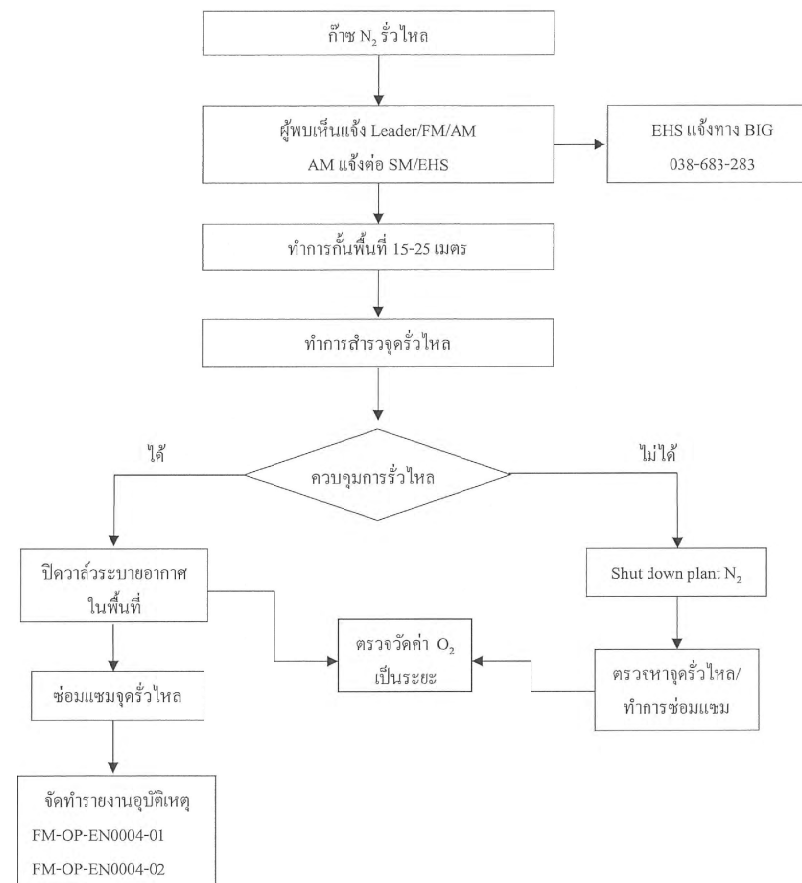 ก๊าซ N₂ รั่วไหล
ผู้พบเห็นแจ้ง Leader/FM/AM
AM แจ้งต่อ SM/EHS
EHS แจ้งทาง BIG
038-683-283
ทำการกั้นพื้นที่ 15-25 เมตร
ทำการสำรวจุดรั่วไหล
ได้
ไม่ได้
ควบจุมการรั่วไหล
ปิดวาล์วระบายอากาศ
ในพื้นที่
Shut down plan: N₂
ตรวจวัดค่า O₂
เป็นระยะ
ซ่อมแซมจุดรั่วไหล
ตรวจหาจุดรั่วไหล/
ทำการซ่อมแซม
จัดทำรายงานอุบัติเหตุ
FM-OP-EN0004-01
FM-OP-EN0004-02